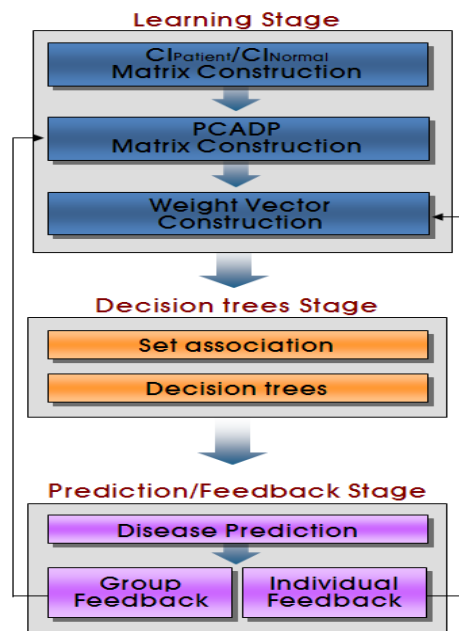 Learning Stage
CIPatient/CINormal
Matrix Construction
PCADP
Matrix Construction
Weight Vector
Construction
Decision trees Stage
Set association
Decision trees
Prediction/Feedback Stage
Disease Prediction
Group
Feedback
Individual
Feedback